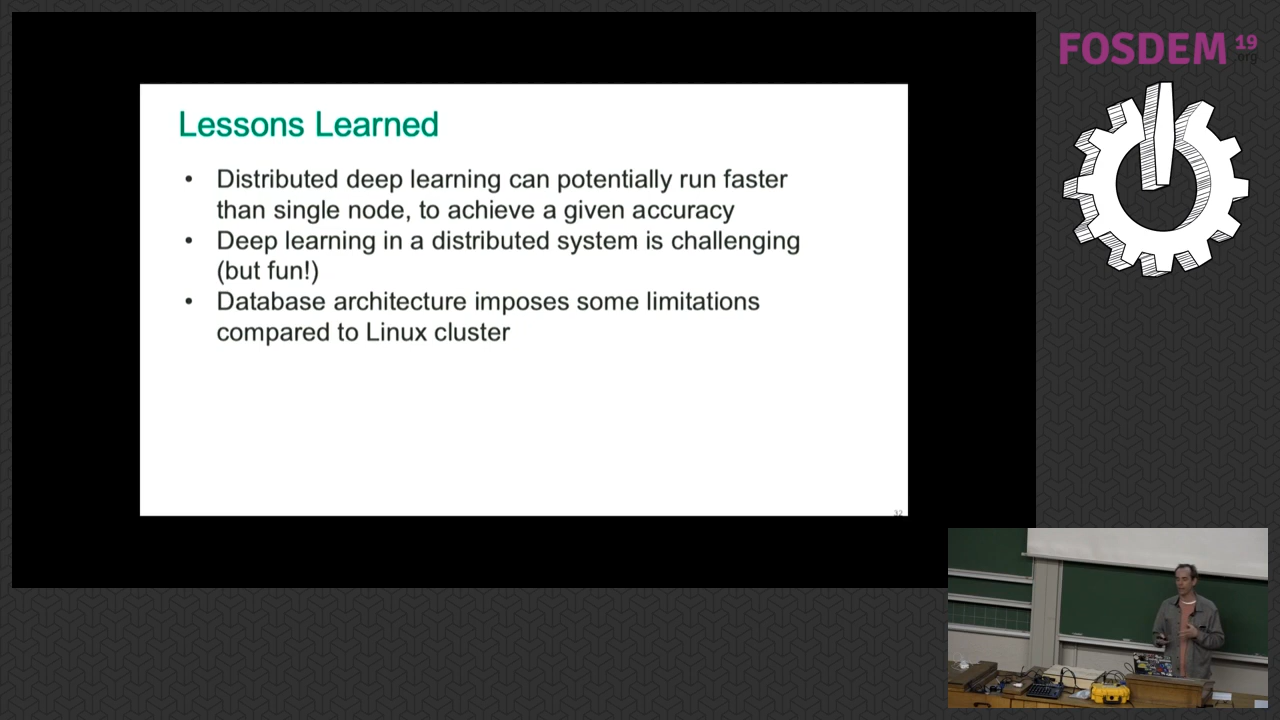 FOSDEM 19
.org
Lessons Learned
• Distributed deep learning can potentially run faster
than single node, to achieve a given accuracy
• Deep learning in a distributed system is challenging
(but fun!)
• Database architecture imposes some limitations
compared to Linux cluster
32